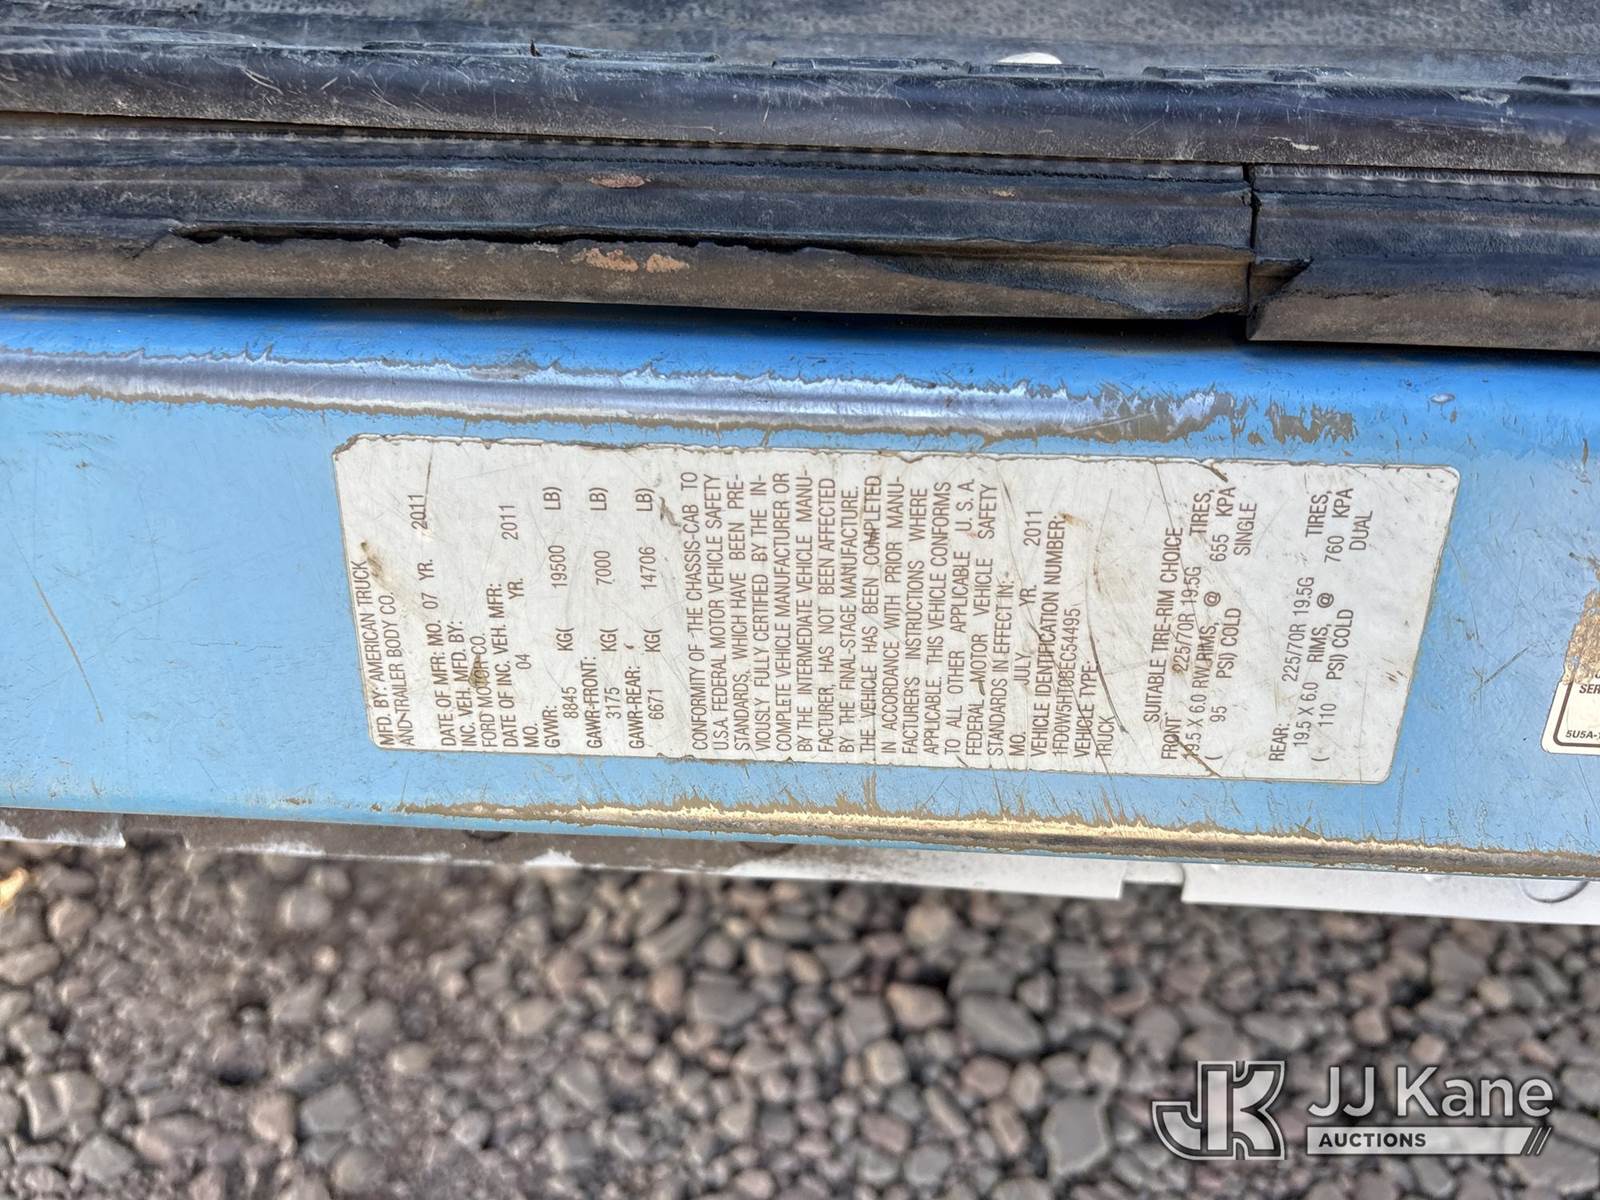 MFD. BY: AMERICAN TRUCK
AND TRAILER BODY CO.
DATE OF MFR: MO. 07 YR. 2011
INC. VEH. MFD. BY:
FORD MOTOR CO.
DATE OF INC. VEH. MFR:
MO. 04 YR. 2011
GVWR:
8845 KG( 19500 LB)
GAWR-FRONT:
3175 KG( 7000 LB)
GAWR-REAR:
6671 KG( 14706 LB)
CONFORMITY OF THE CHASSIS-CAB TO
U.S.A. FEDERAL MOTOR VEHICLE SAFETY
STANDARDS, WHICH HAVE BEEN PRE-
VIOUSLY FULLY CERTIFIED BY THE IN-
COMPLETE VEHICLE MANUFACTURER OR
BY THE INTERMEDIATE VEHICLE MANU-
FACTURER, HAS NOT BEEN AFFECTED
BY THE FINAL-STAGE MANUFACTURE.
THE VEHICLE HAS BEEN COMPLETED
IN ACCORDANCE WITH PRIOR MANU-
FACTURER'S INSTRUCTIONS WHERE
APPLICABLE. THIS VEHICLE CONFORMS
TO ALL OTHER APPLICABLE U.S.A.
FEDERAL MOTOR VEHICLE SAFETY
STANDARDS IN EFFECT IN:
MO. JULY YR. 2011
VEHICLE IDENTIFICATION NUMBER:
1FDUW5HT0BEC54495
VEHICLE TYPE:
TRUCK
SUITABLE TIRE-RIM CHOICE
FRONT: 225/70R 19.5G TIRES,
19.5 X 6.0 RW RIMS, @ 655 KPA
( 95 PSI) COLD SINGLE
REAR: 225/70R 19.5G TIRES,
19.5 X 6.0 RIMS, @ 760 KPA
( 110 PSI) COLD DUAL
SER
5U5A-1
JK JJ Kane
AUCTIONS